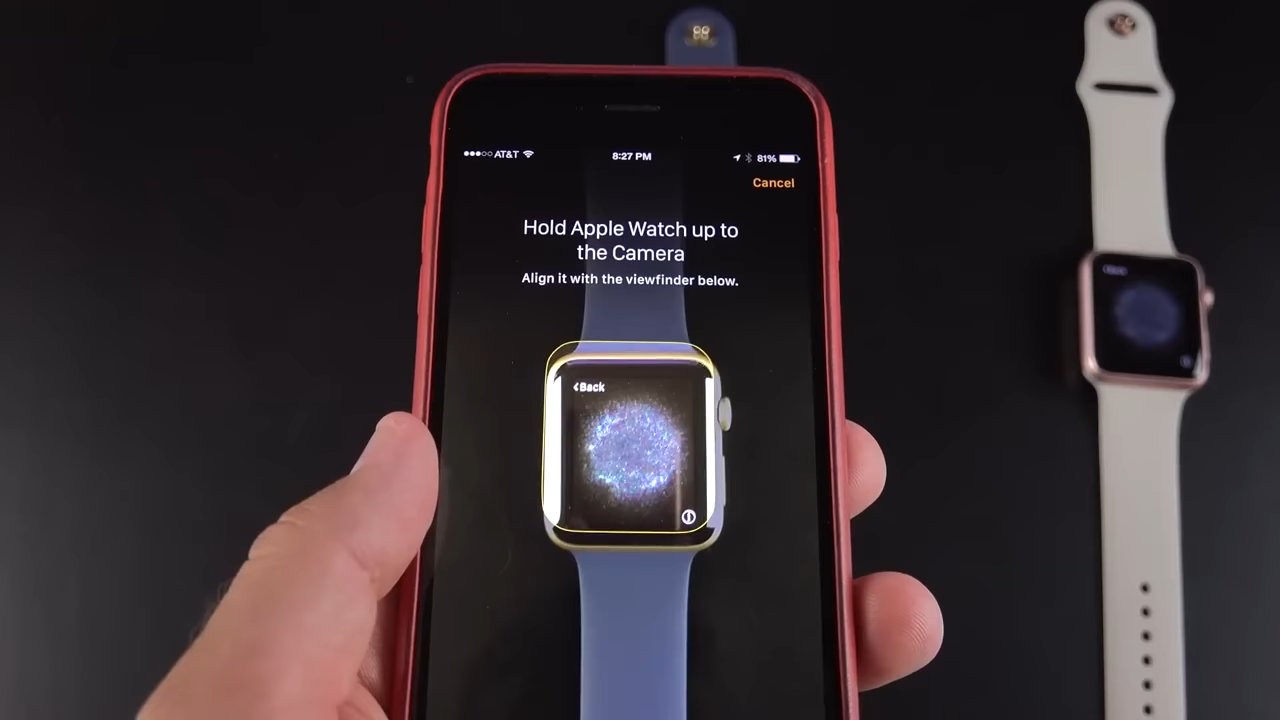 AT&T 8:27 PM 81%
Cancel
Hold Apple Watch up to
the Camera
Align it with the viewfinder below.
Back